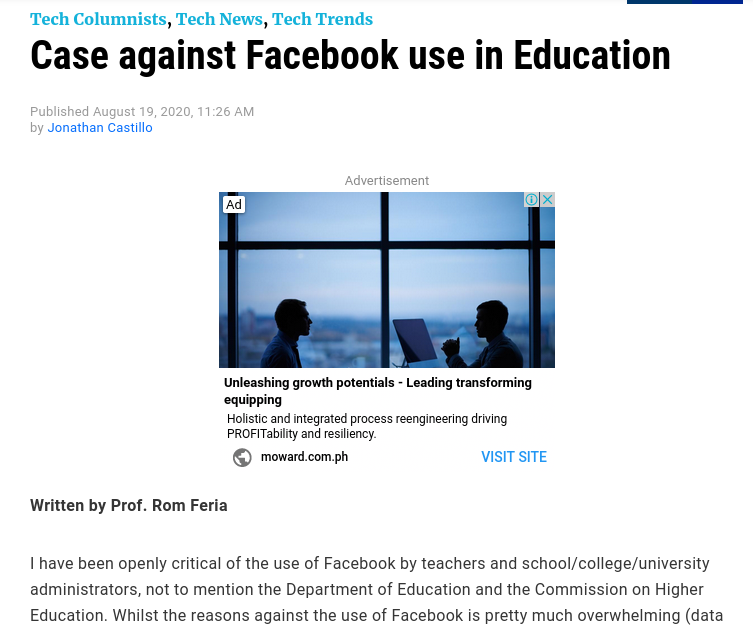 Tech Columnists, Tech News, Tech Trends
Case against Facebook use in Education
Published August 19, 2020, 11:26 AM
by Jonathan Castillo
Advertisement
Ad
Unleashing growth potentials - Leading transforming
equipping
Holistic and integrated process reengineering driving
PROFITability and resiliency.
moward.com.ph
VISIT SITE
Written by Prof. Rom Feria
I have been openly critical of the use of Facebook by teachers and school/college/university
administrators, not to mention the Department of Education and the Commission on Higher
Education. Whilst the reasons against the use of Facebook is pretty much overwhelming (data